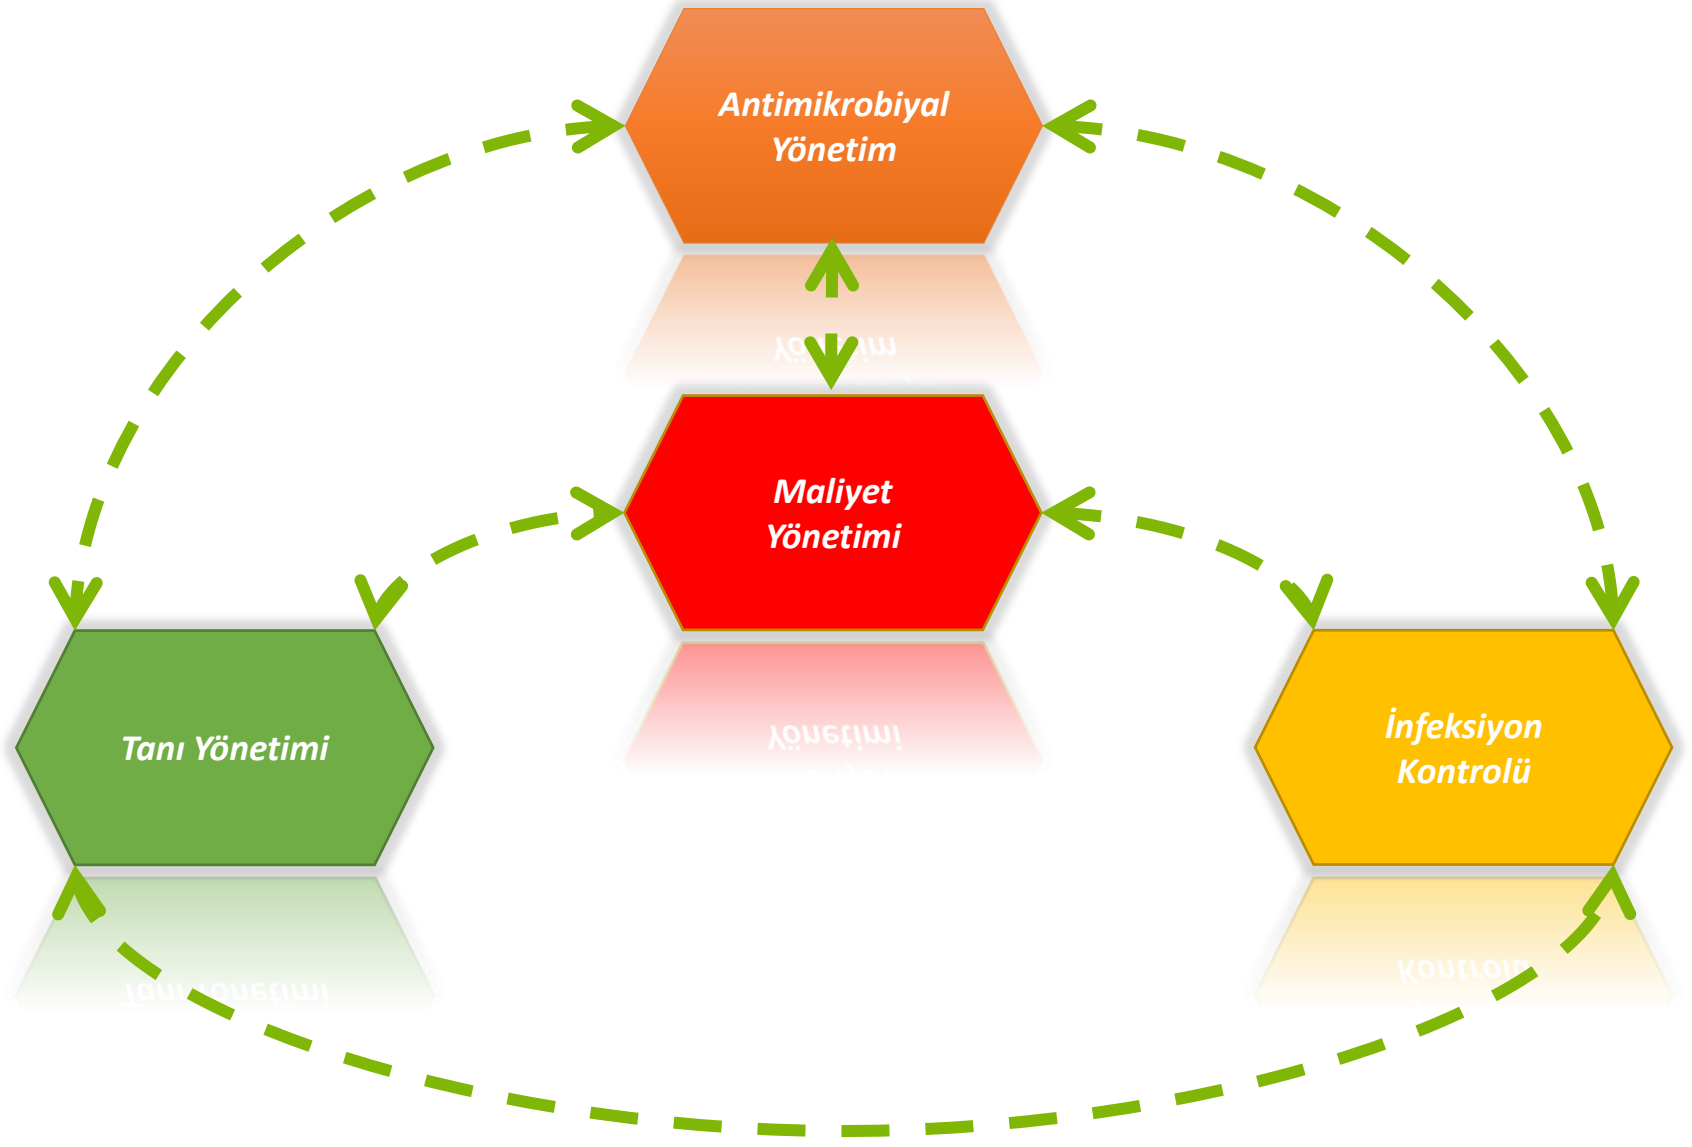 Antimikrobiyal
Yönetim
Maliyet
Yönetimi
Tanı Yönetimi
İnfeksiyon
Kontrolü